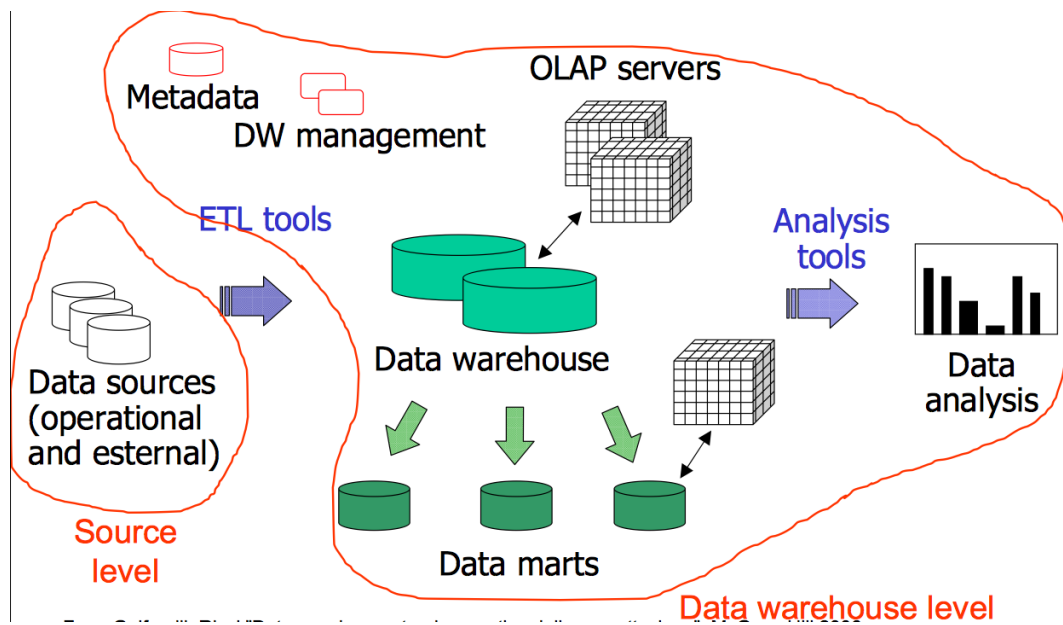 OLAP servers
Metadata
DW management
ETL tools
Analysis
tools
Data warehouse
Data sources
(operational
and esternal)
Data
analysis
Source
level
Data marts
Data warehouse level